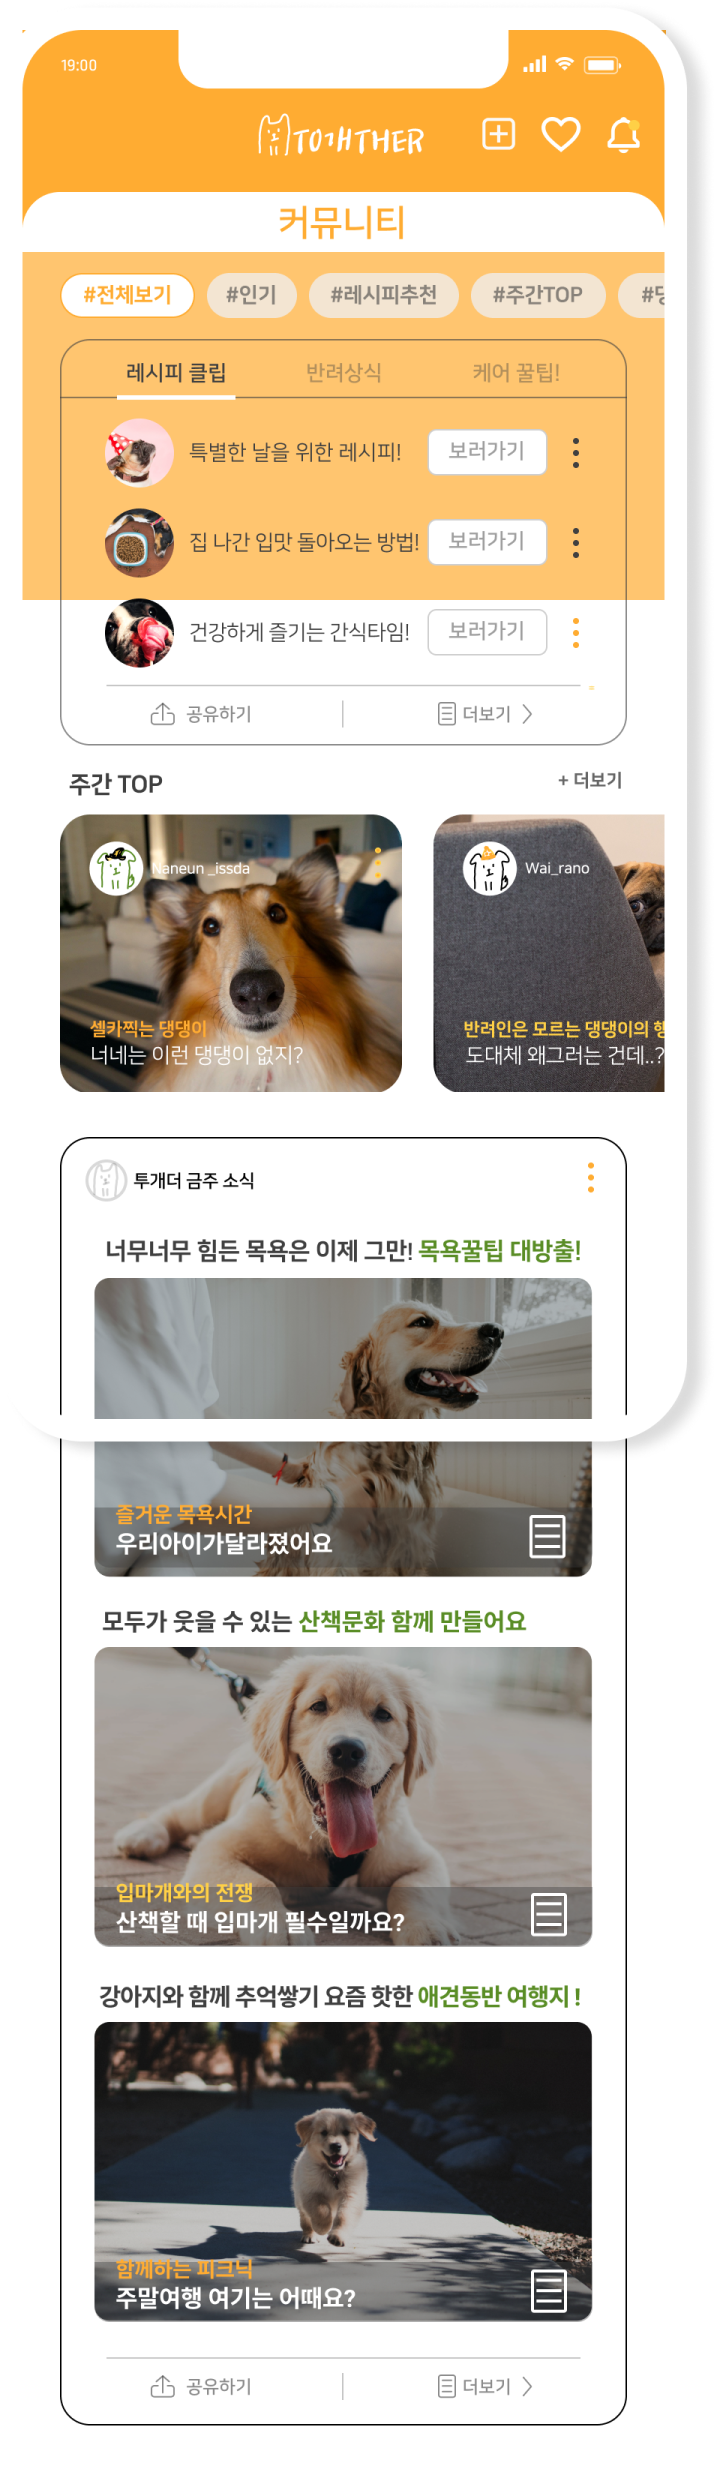 19:00
TO개THER
커뮤니티
#전체보기 #인기 #레시피추천 #주간TOP
레시피 클립 반려상식 케어 꿀팁!
특별한 날을 위한 레시피! 보러가기
집 나간 입맛 돌아오는 방법! 보러가기
건강하게 즐기는 간식타임! 보러가기
공유하기 더보기
주간 TOP + 더보기
Naneun _issda Wai_rano
셀카찍는 댕댕이 반려인은 모르는 댕댕이의
너네는 이런 댕댕이 없지? 도대체 왜그러는 건데..?
투개더 금주 소식
너무너무 힘든 목욕은 이제 그만! 목욕꿀팁 대방출!
즐거운 목욕시간
우리아이가달라졌어요
모두가 웃을 수 있는 산책문화 함께 만들어요
입마개와의 전쟁
산책할 때 입마개 필수일까요?
강아지와 함께 추억쌓기 요즘 핫한 애견동반 여행지 !
함께하는 피크닉
주말여행 여기는 어때요?
공유하기 더보기